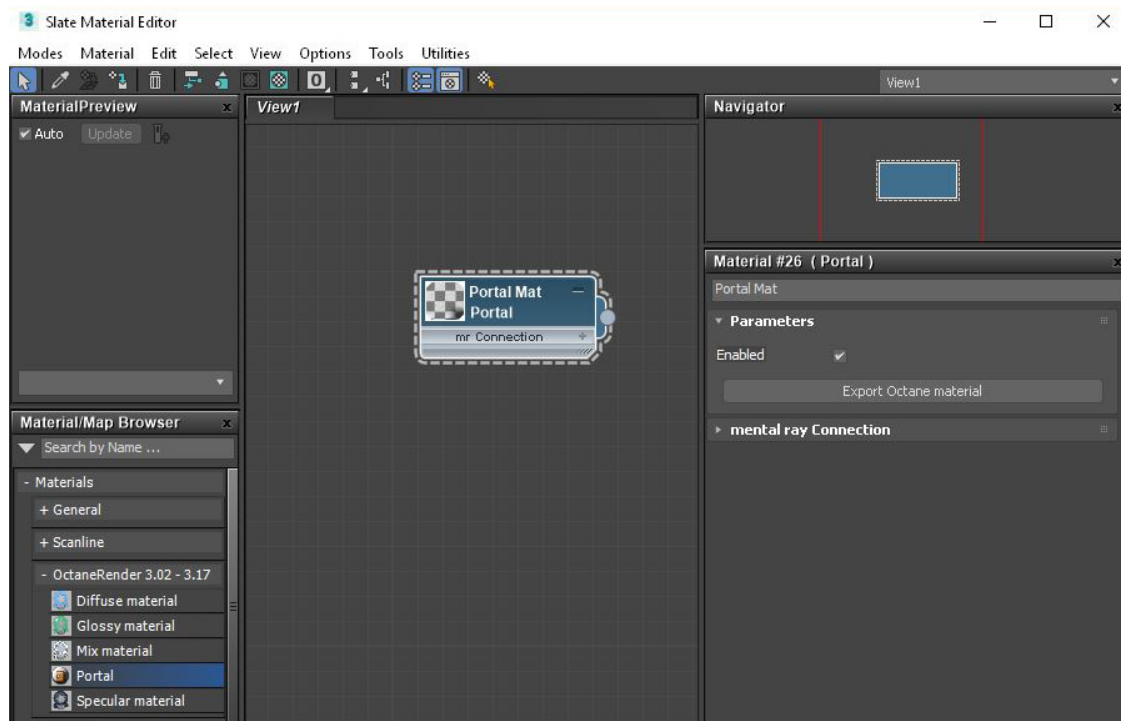 3 Slate Material Editor
Modes Material Edit Select View Options Tools Utilities
0 View1
MaterialPreview x
Auto Update
View1
Navigator x
Portal Mat
Portal
mr Connection +
Material #26 ( Portal ) x
Portal Mat
Parameters
Enabled
Export Octane material
mental ray Connection
Material/Map Browser x
Search by Name ...
- Materials
+ General
+ Scanline
- OctaneRender 3.02 - 3.17
Diffuse material
Glossy material
Mix material
Portal
Specular material